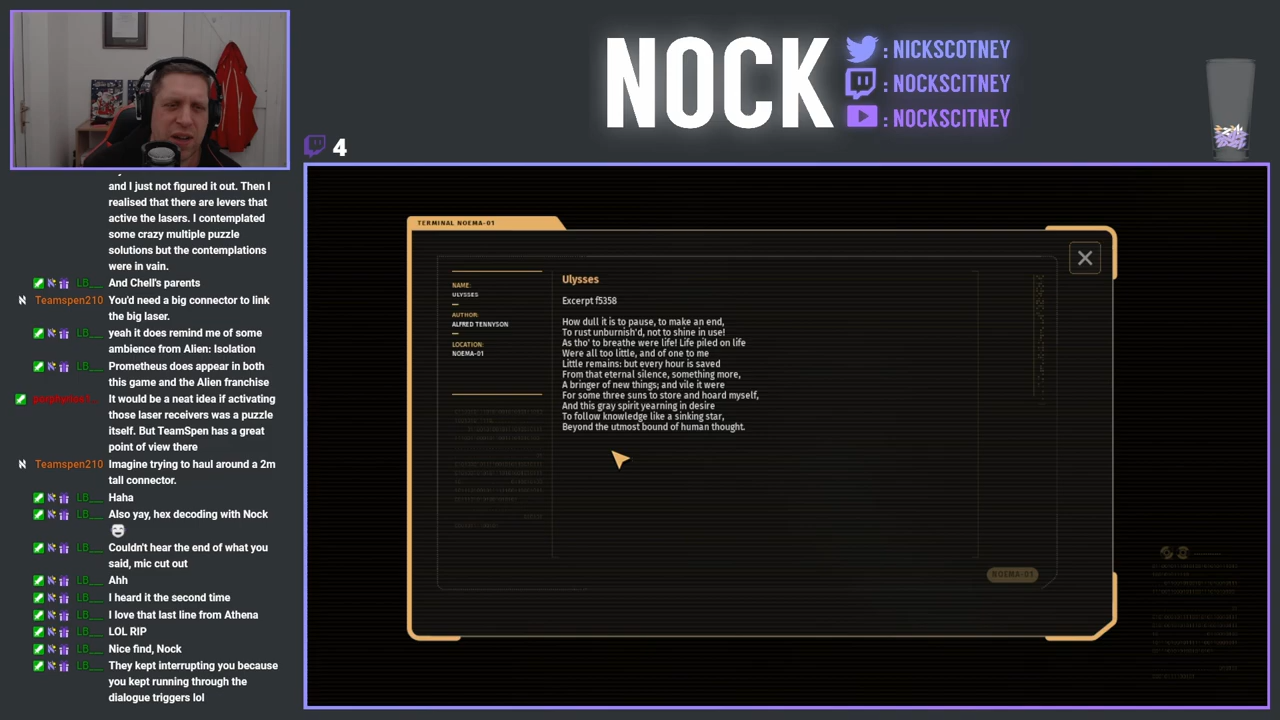 NOCK
: NICKSCOTNEY
: NOCKSCITNEY
: NOCKSCITNEY
4
and I just not figured it out. Then I
realised that there are levers that
active the lasers. I contemplated
some crazy multiple puzzle
solutions but the contemplations
were in vain.
LB__ And Chell's parents
Teamspen210 You'd need a big connector to link
the big laser.
LB__ yeah it does remind me of some
ambience from Alien: Isolation
LB__ Prometheus does appear in both
this game and the Alien franchise
It would be a neat idea if activating
those laser receivers was a puzzle
itself. But TeamSpen has a great
point of view there
Teamspen210 Imagine trying to haul around a 2m
tall connector.
LB__ Haha
LB__ Also yay, hex decoding with Nock
LB__ Couldn't hear the end of what you
said, mic cut out
LB__ Ahh
LB__ I heard it the second time
LB__ I love that last line from Athena
LB__ LOL RIP
LB__ Nice find, Nock
LB__ They kept interrupting you because
you kept running through the
dialogue triggers lol
TERMINAL NOEMA-01
NAME:
ULYSSES
AUTHOR:
ALFRED TENNYSON
LOCATION:
NOEMA-01
Ulysses
Excerpt f5358
How dull it is to pause, to make an end,
To rust unburnish'd, not to shine in use!
As tho' to breathe were life! Life piled on life
Were all too little, and of one to me
Little remains: but every hour is saved
From that eternal silence, something more,
A bringer of new things; and vile it were
For some three suns to store and hoard myself,
And this gray spirit yearning in desire
To follow knowledge like a sinking star,
Beyond the utmost bound of human thought.
NOEMA-01